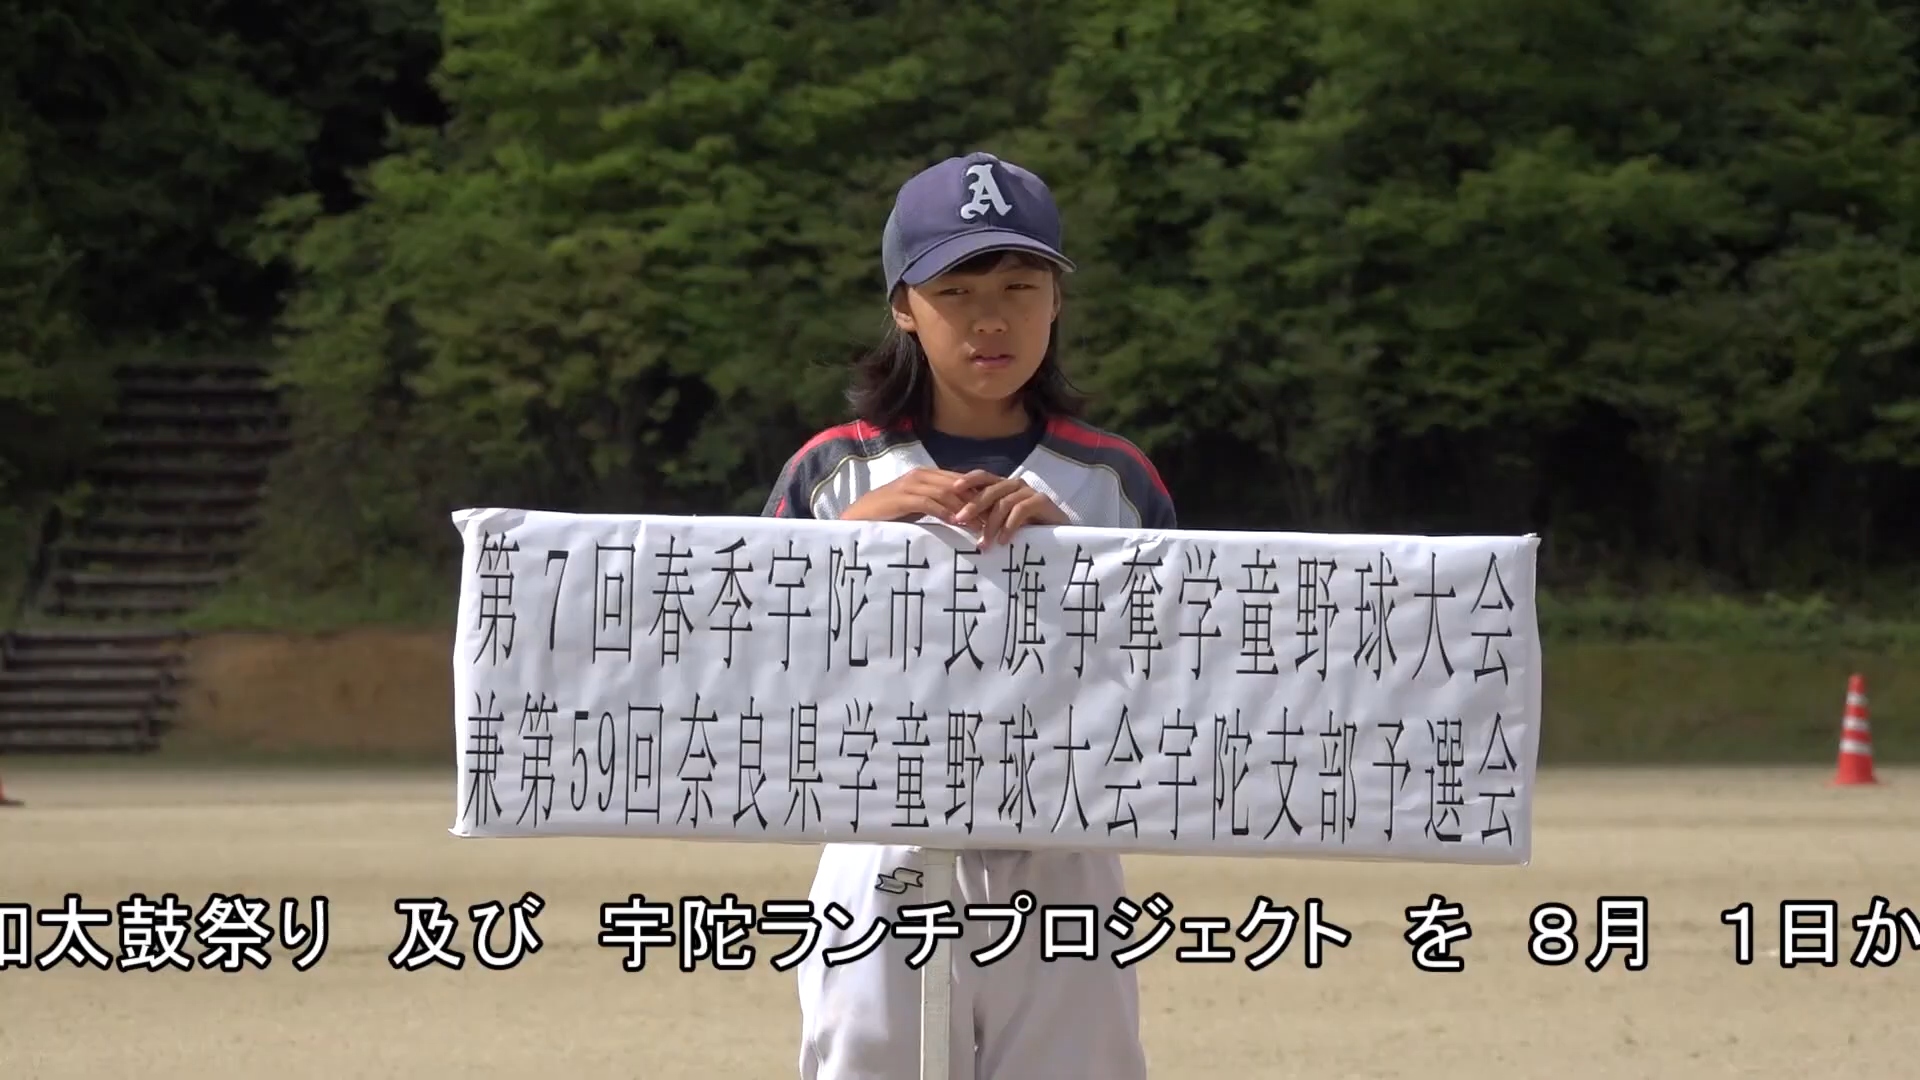 A
第7回春季宇陀市長旗争奪学童野球大会
兼第59回奈良県学童野球大会宇陀支部予選会
太鼓祭り 及び 宇陀ランチプロジェクト を 8月 1日か